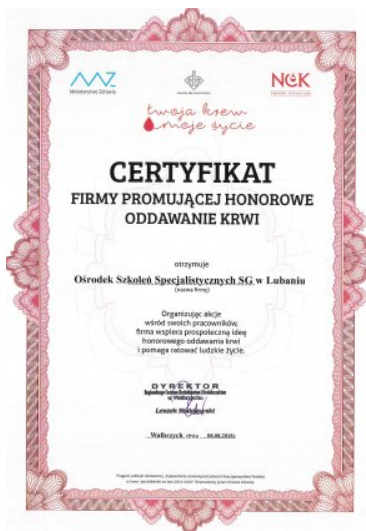 Ministerstwo Zdrowia
NCK
twoja krew
moje życie
CERTYFIKAT
FIRMY PROMUJĄCEJ HONOROWE
ODDAWANIE KRWI
otrzymuje
Ośrodek Szkoleń Specjalistycznych SG w Lubaniu
(nazwa firmy)
Organizując akcje
wśród swoich pracowników,
firma wspiera prospołeczną ideę
honorowego oddawania krwi
i pomaga ratować ludzkie życie.
DYREKTOR
w Wałbrzychu
Leszek
Wałbrzych, dnia